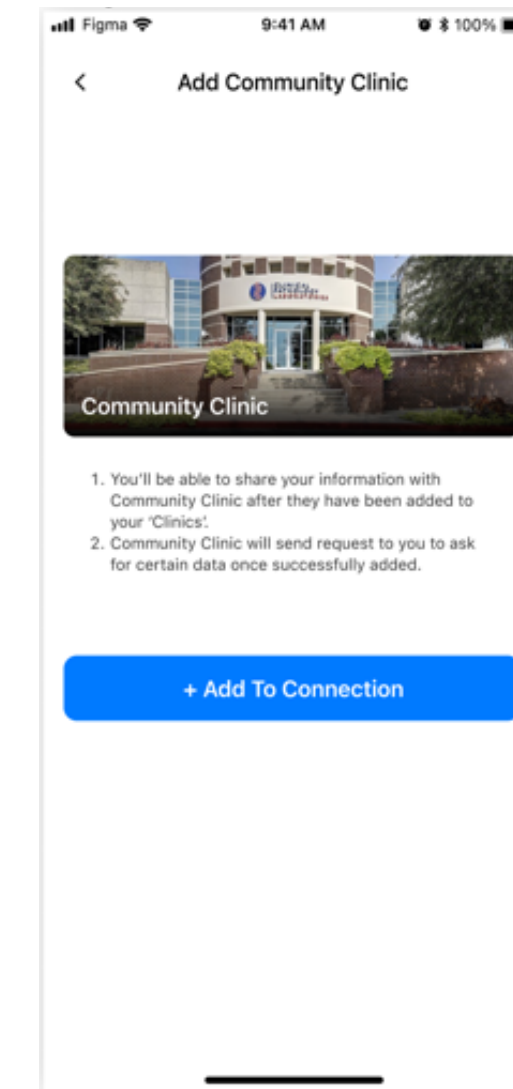 Figma 9:41 AM 100%
Add Community Clinic
Community Clinic
1. You'll be able to share your information with
Community Clinic after they have been added to
your 'Clinics'.
2. Community Clinic will send request to you to ask
for certain data once successfully added.
+ Add To Connection